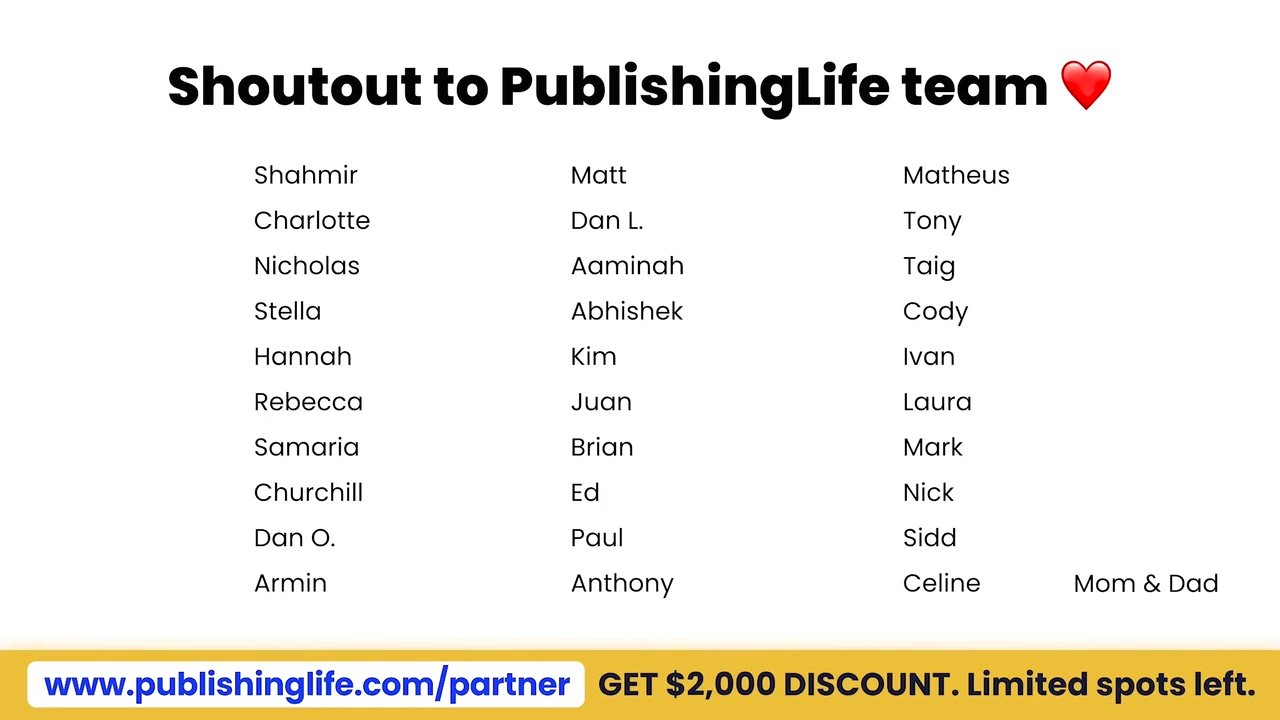 Shoutout to PublishingLife team ❤️
Shahmir
Charlotte
Nicholas
Stella
Hannah
Rebecca
Samaria
Churchill
Dan O.
Armin
Matt
Dan L.
Aaminah
Abhishek
Kim
Juan
Brian
Ed
Paul
Anthony
Matheus
Tony
Taig
Cody
Ivan
Laura
Mark
Nick
Sidd
Celine
Mom & Dad
www.publishinglife.com/partner GET $2,000 DISCOUNT. Limited spots left.